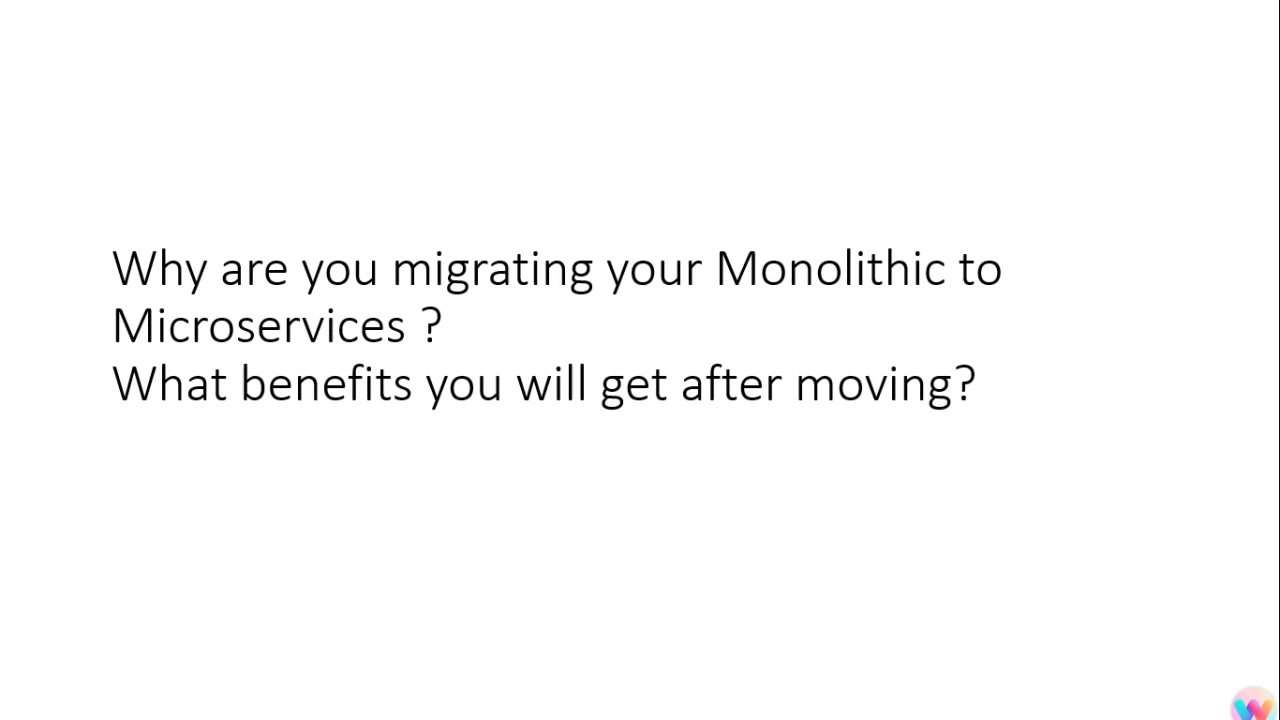 Why are you migrating your Monolithic to
Microservices ?
What benefits you will get after moving?